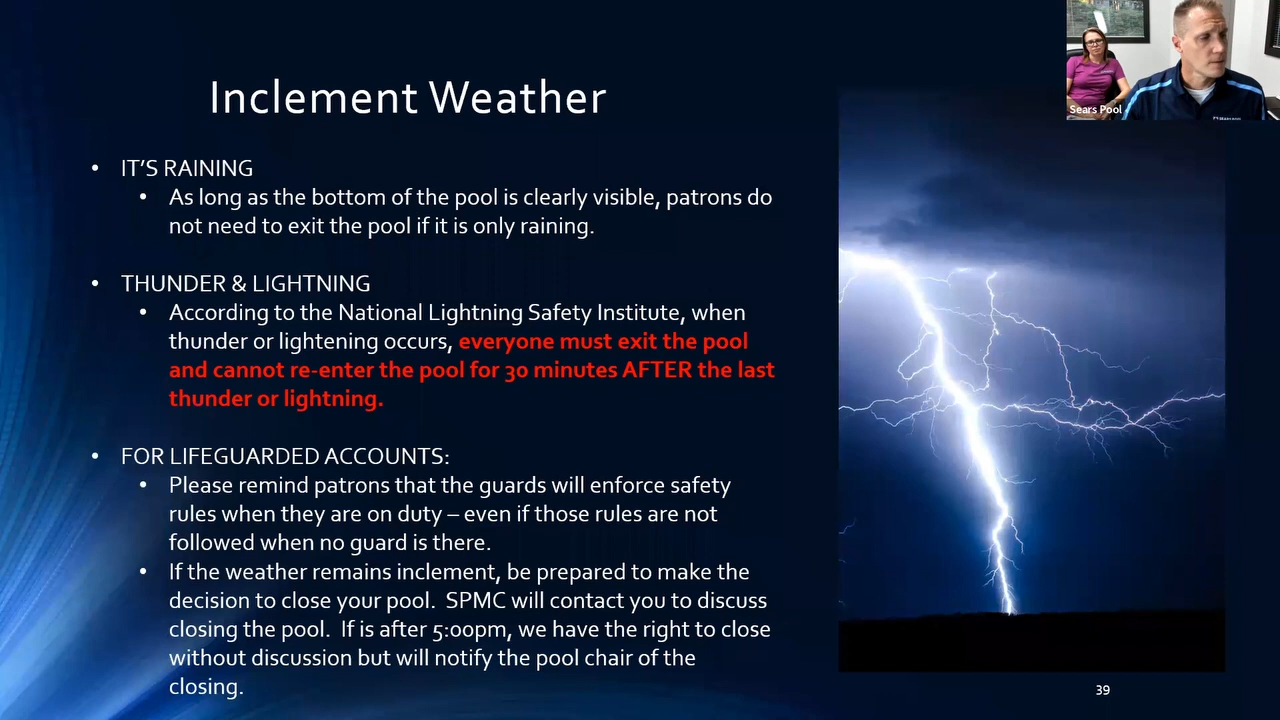 Inclement Weather
Sears Pool
• IT’S RAINING
• As long as the bottom of the pool is clearly visible, patrons do
not need to exit the pool if it is only raining.
• THUNDER & LIGHTNING
• According to the National Lightning Safety Institute, when
thunder or lightening occurs, everyone must exit the pool
and cannot re-enter the pool for 30 minutes AFTER the last
thunder or lightning.
• FOR LIFEGUARDED ACCOUNTS:
• Please remind patrons that the guards will enforce safety
rules when they are on duty – even if those rules are not
followed when no guard is there.
• If the weather remains inclement, be prepared to make the
decision to close your pool.  SPMC will contact you to discuss
closing the pool.  If is after 5:00pm, we have the right to close
without discussion but will notify the pool chair of the
closing.
39